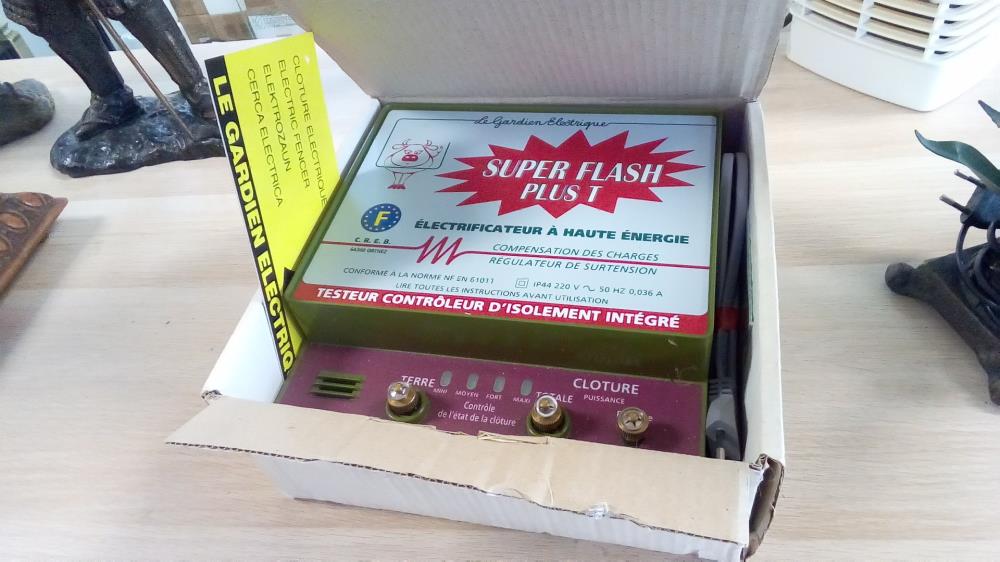 CLOTURE ELECTRIQUE
ELECTRIC FENCER
ELEKTROZAUN
CERCA ELECTRICA
LE GARDIEN ELECTRIQ
Le Gardien Electrique
SUPER FLASH
PLUS T
F
ÉLECTRIFICATEUR À HAUTE ÉNERGIE
C. R. E. B.
64300 ORTHEZ
COMPENSATION DES CHARGES
RÉGULATEUR DE SURTENSION
CONFORME À LA NORME NF EN 61011
IP44 220 V ~ 50 HZ 0,036 A
LIRE TOUTES LES INSTRUCTIONS AVANT UTILISATION
TESTEUR CONTRÔLEUR D'ISOLEMENT INTÉGRÉ
TERRE
MINI MOYEN FORT MAXI
CLOTURE
PUISSANCE
TOTALE
Contrôle
de l'état de la clôture